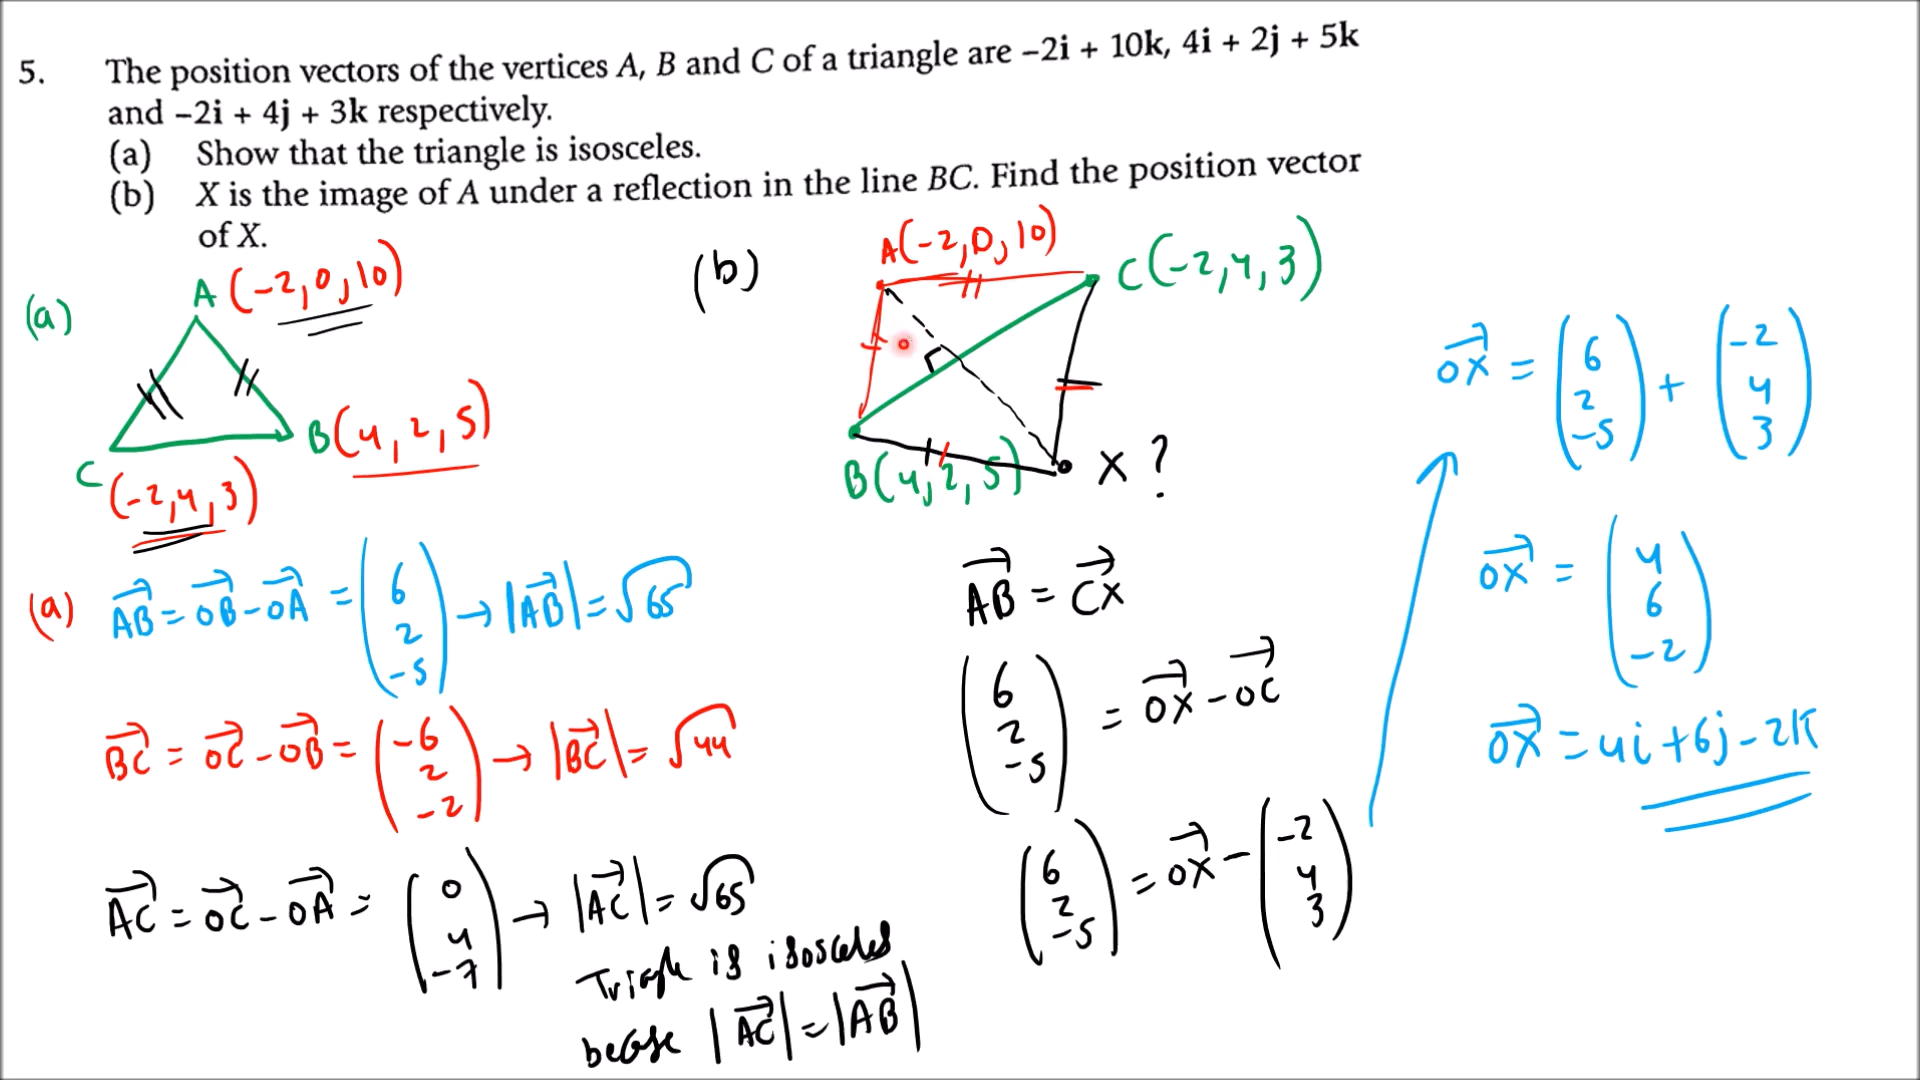 5. The position vectors of the vertices A, B and C of a triangle are −2i + 10k, 4i + 2j + 5k
and −2i + 4j + 3k respectively.
(a) Show that the triangle is isosceles.
(b) X is the image of A under a reflection in the line BC. Find the position vector
of X.
(a)
A (-2,0,10)
B(4,2,5)
C
(-2,4,3)
(a) AB⃗ = OB⃗ - OA⃗ = (6 2 -5) → |AB⃗| = √65
BC⃗ = OC⃗ - OB⃗ = (-6 2 -2) → |BC⃗| = √44
AC⃗ = OC⃗ - OA⃗ = (0 4 -7) → |AC⃗| = √65
is isosceles
|AC⃗| = |AB⃗|
(b)
A(-2,0,10)
C(-2,4,3)
B(4,2,5)
X ?
AB⃗ = CX⃗
(6 2 -5) = OX⃗ - OC⃗
(6 2 -5) = OX⃗ - (-2 4 3)
OX⃗ = (6 2 -5) + (-2 4 3)
OX⃗ = (4 6 -2)
OX⃗ = 4i + 6j - 2k